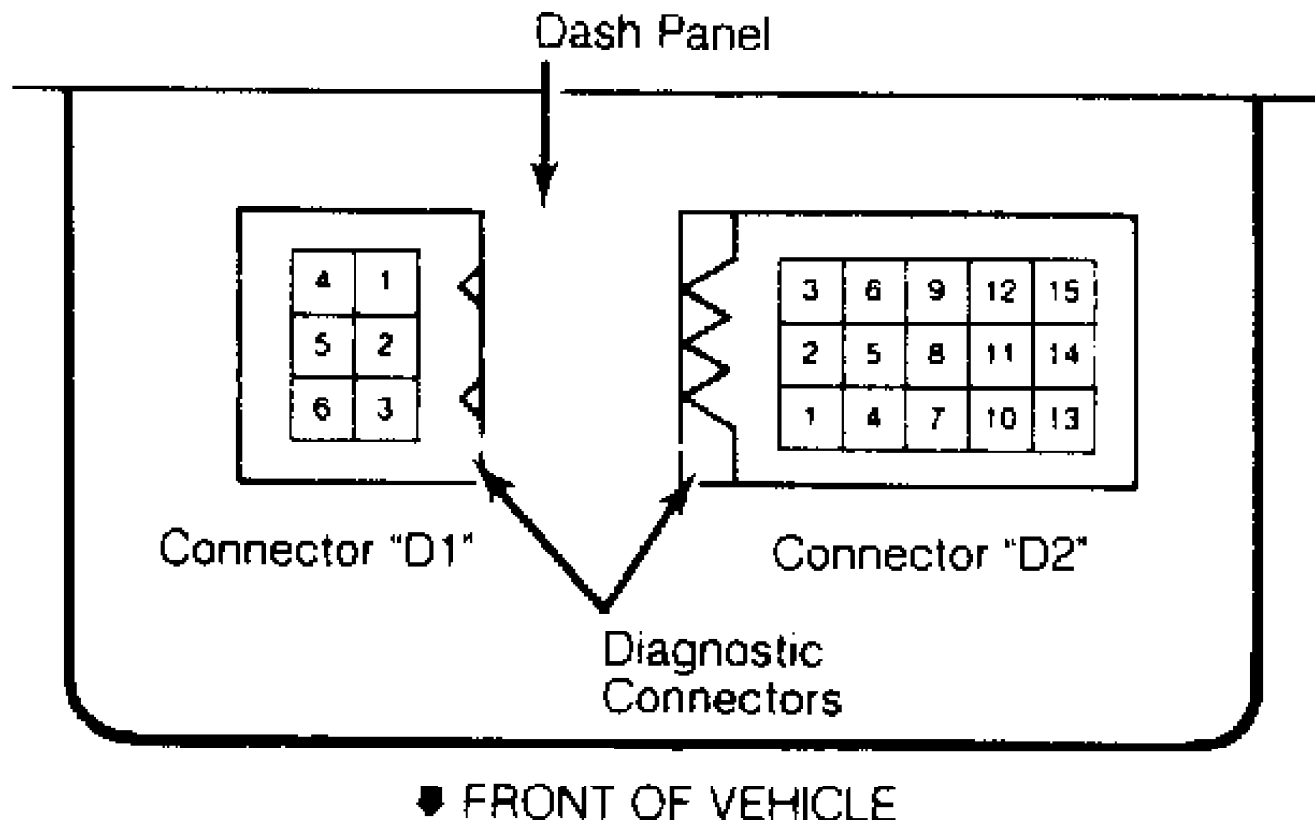 Dash Panel
4 1
5 2
6 3
3 6 9 12 15
2 5 8 11 14
1 4 7 10 13
Connector "D1"
Connector "D2"
Diagnostic
Connectors
FRONT OF VEHICLE